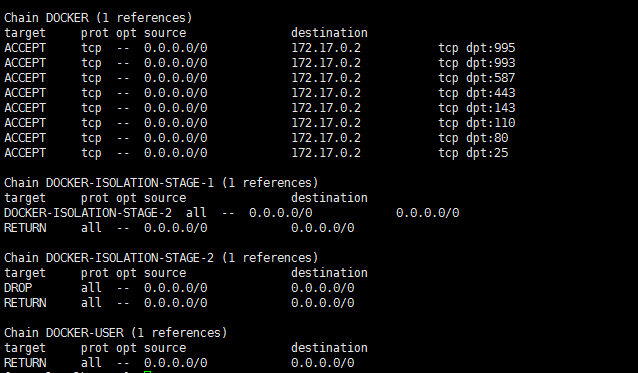 Chain DOCKER (1 references)
target     prot opt source               destination
ACCEPT     tcp  --  0.0.0.0/0            172.17.0.2           tcp dpt:995
ACCEPT     tcp  --  0.0.0.0/0            172.17.0.2           tcp dpt:993
ACCEPT     tcp  --  0.0.0.0/0            172.17.0.2           tcp dpt:587
ACCEPT     tcp  --  0.0.0.0/0            172.17.0.2           tcp dpt:443
ACCEPT     tcp  --  0.0.0.0/0            172.17.0.2           tcp dpt:143
ACCEPT     tcp  --  0.0.0.0/0            172.17.0.2           tcp dpt:110
ACCEPT     tcp  --  0.0.0.0/0            172.17.0.2           tcp dpt:80
ACCEPT     tcp  --  0.0.0.0/0            172.17.0.2           tcp dpt:25

Chain DOCKER-ISOLATION-STAGE-1 (1 references)
target     prot opt source               destination
DOCKER-ISOLATION-STAGE-2  all  --  0.0.0.0/0            0.0.0.0/0
RETURN     all  --  0.0.0.0/0            0.0.0.0/0

Chain DOCKER-ISOLATION-STAGE-2 (1 references)
target     prot opt source               destination
DROP       all  --  0.0.0.0/0            0.0.0.0/0
RETURN     all  --  0.0.0.0/0            0.0.0.0/0

Chain DOCKER-USER (1 references)
target     prot opt source               destination
RETURN     all  --  0.0.0.0/0            0.0.0.0/0